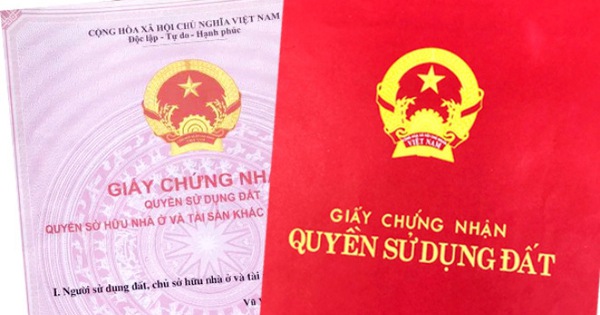 CỘNG HÒA XÃ HỘI CHỦ NGHĨA VIỆT NAM
Độc lập - Tự do - Hạnh phúc
GIẤY CHỨNG NHẬ
QUYỀN SỬ DỤNG ĐẤT
QUYỀN SỞ HỮU NHÀ Ở VÀ TÀI SẢN KHÁC
I. Người sử dụng đất, chủ sở hữu nhà ở và tài
VIỆT NAM
GIẤY CHỨNG NHẬN
QUYỀN SỬ DỤNG ĐẤT